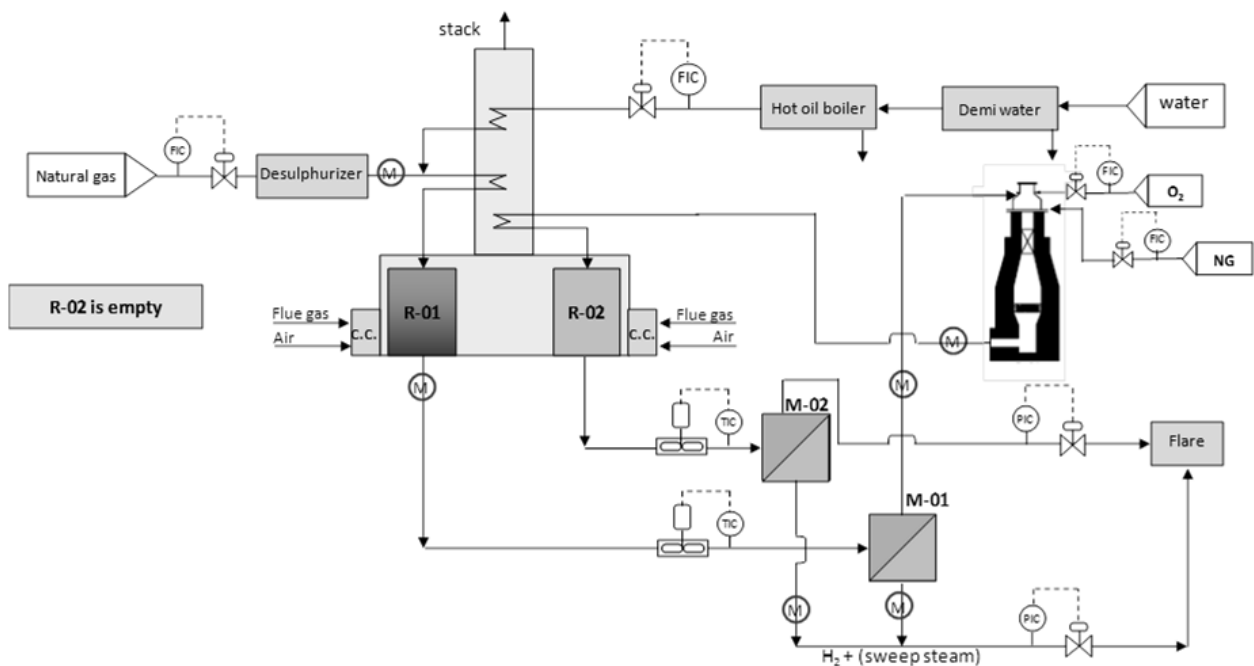 stack
FIC
Hot oil boiler
Demi water
water
FIC
Natural gas
Desulphurizer
M
FIC
O₂
FIC
NG
R-02 is empty
Flue gas
Air
C.C.
R-01
R-02
C.C.
Flue gas
Air
M
M
M
TIC
M-02
PIC
Flare
TIC
M-01
M
M
PIC
H₂ + (sweep steam)